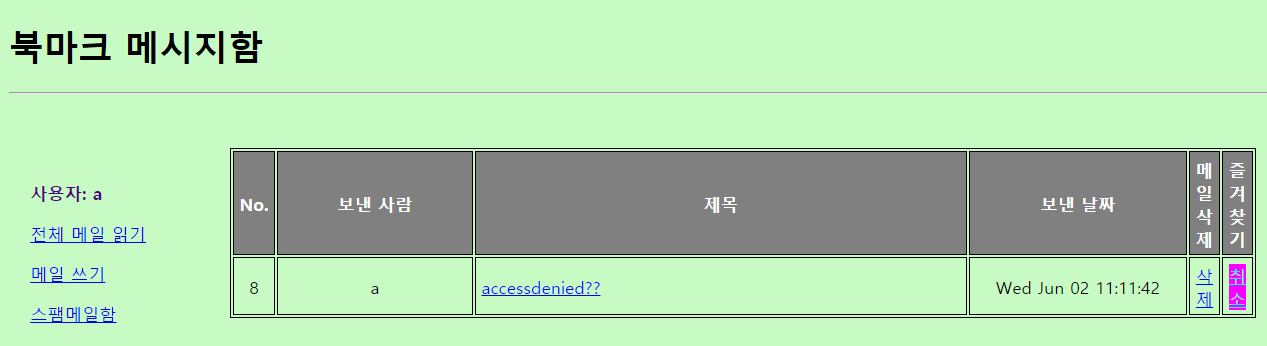 북마크 메시지함
사용자: a
전체 메일 읽기
메일 쓰기
스팸메일함
No. 보낸 사람 제목 보낸 날짜 메일삭제 즐겨찾기
8 a accessdenied?? Wed Jun 02 11:11:42 삭제 취소